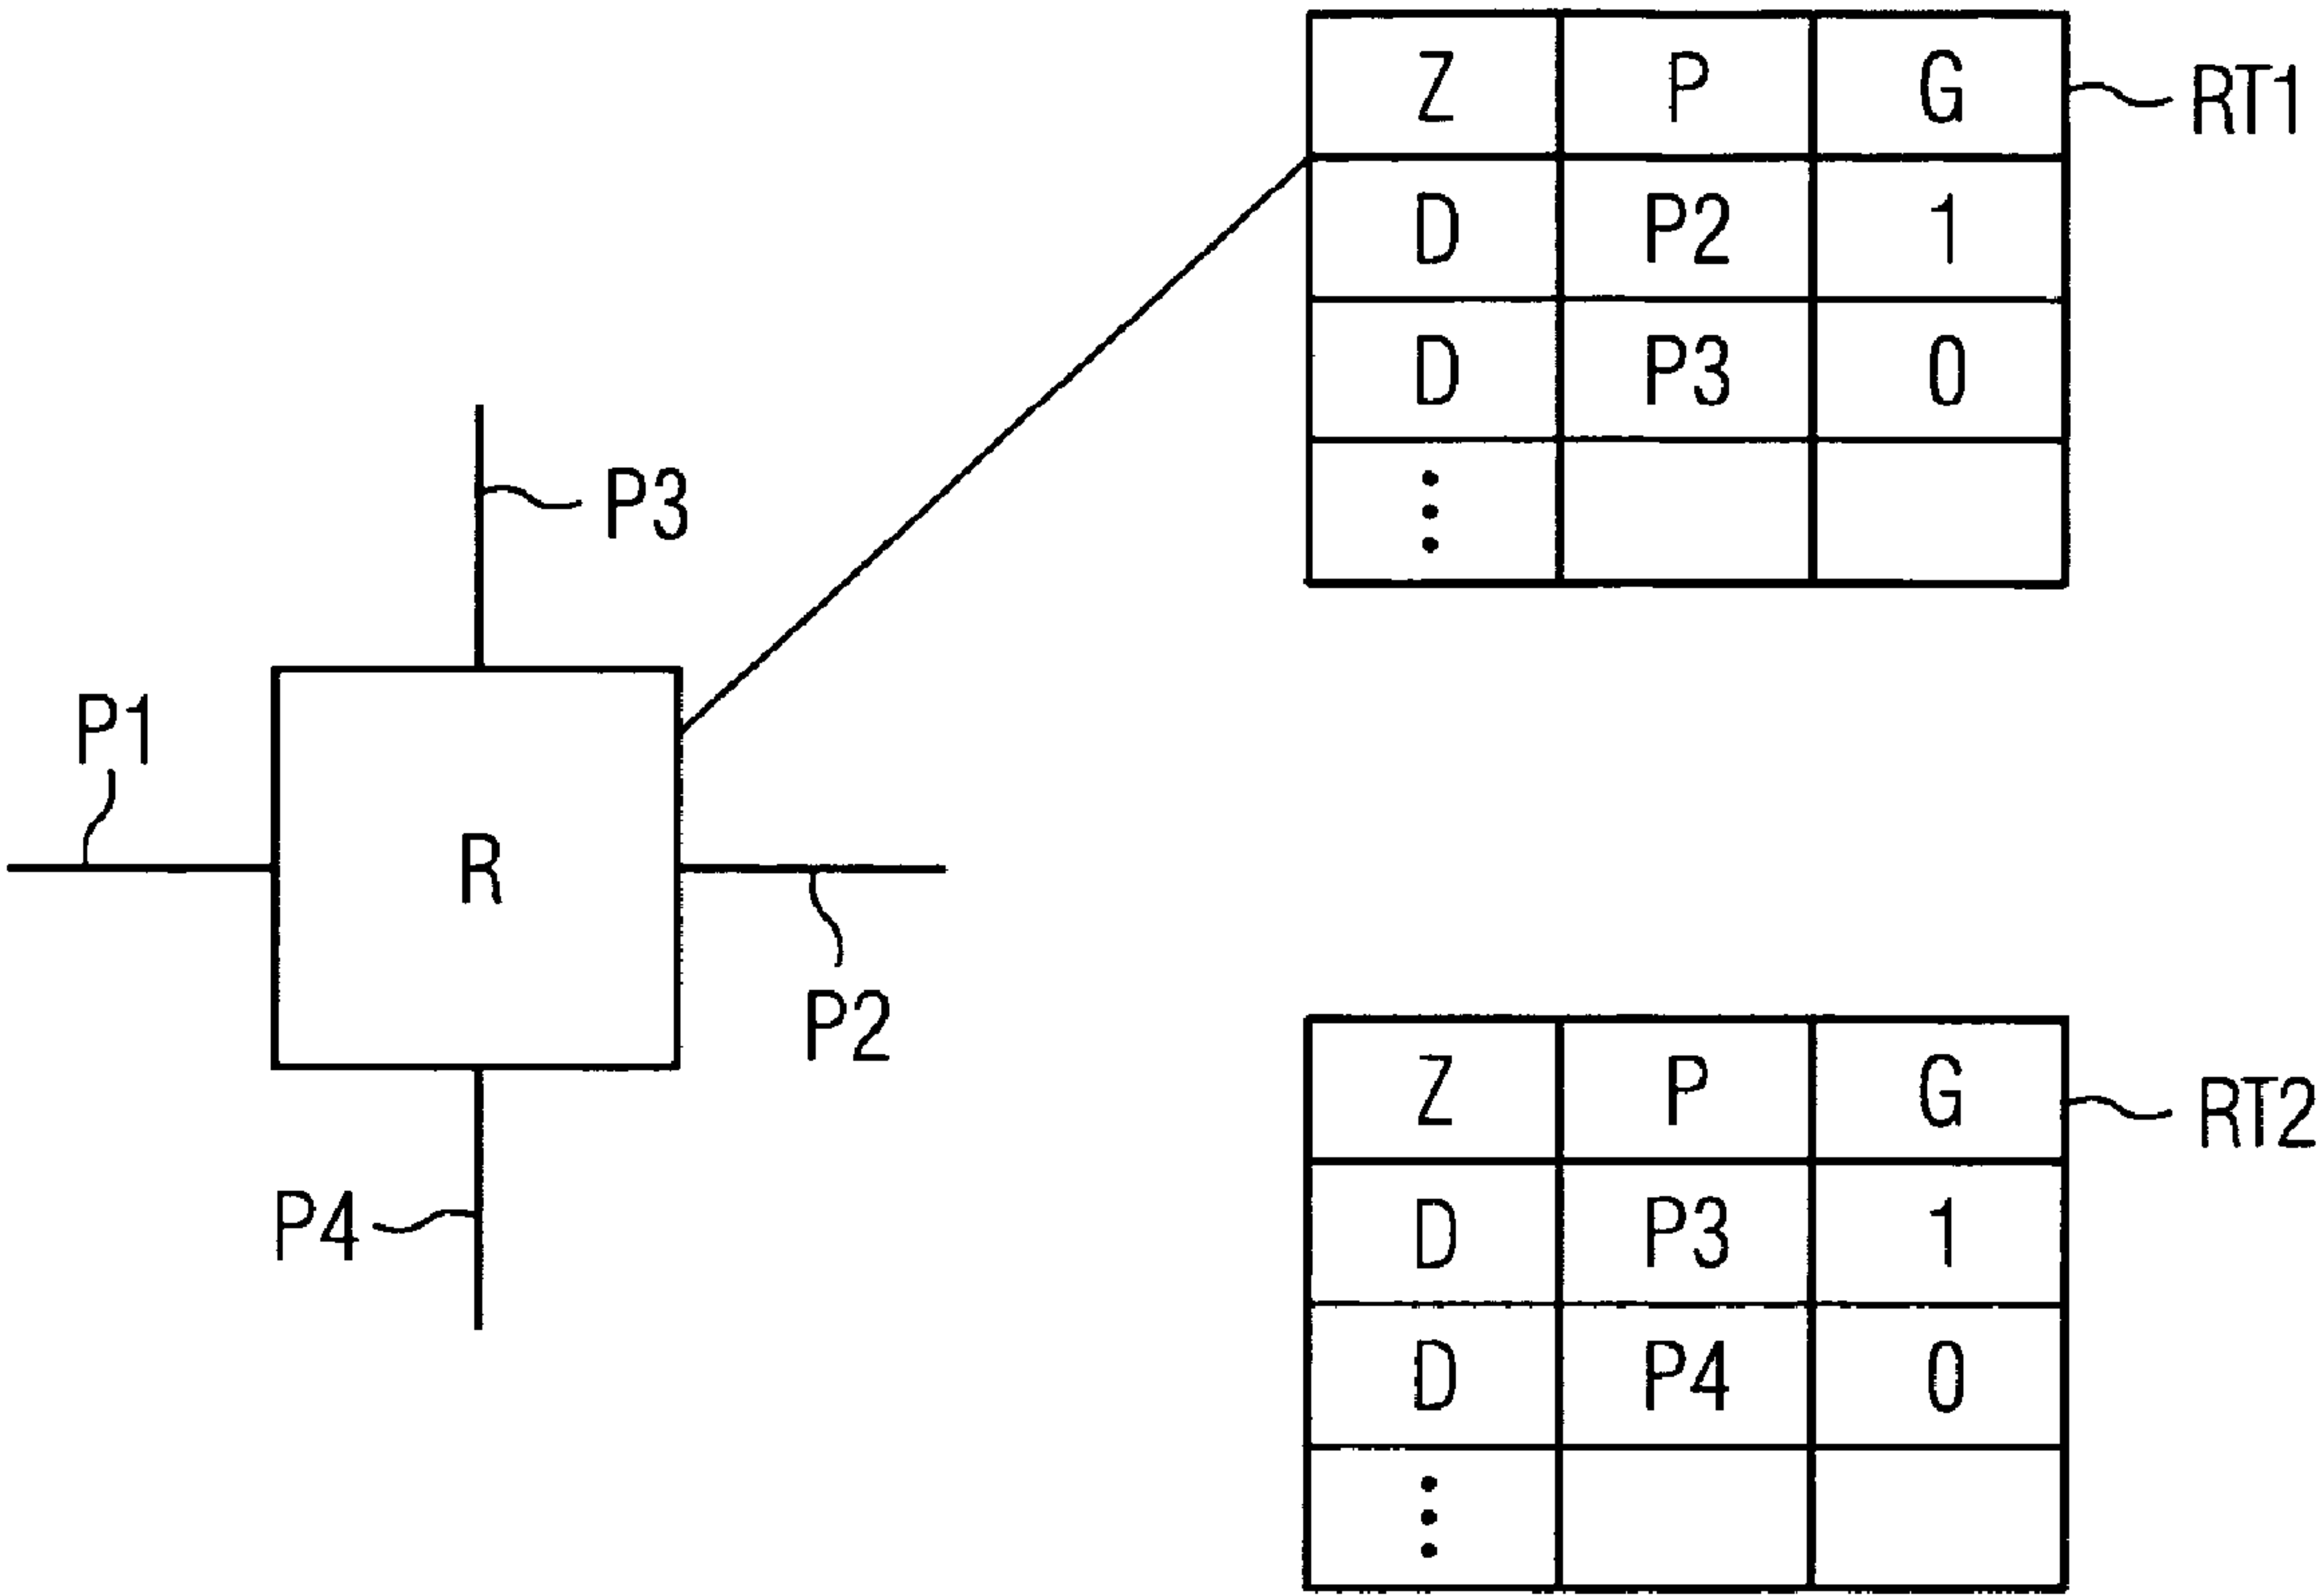 Z P G
RT1
D P2 1
D P3 0
⋮
P3
P1
R
P2
P4
Z P G
RT2
D P3 1
D P4 0
⋮